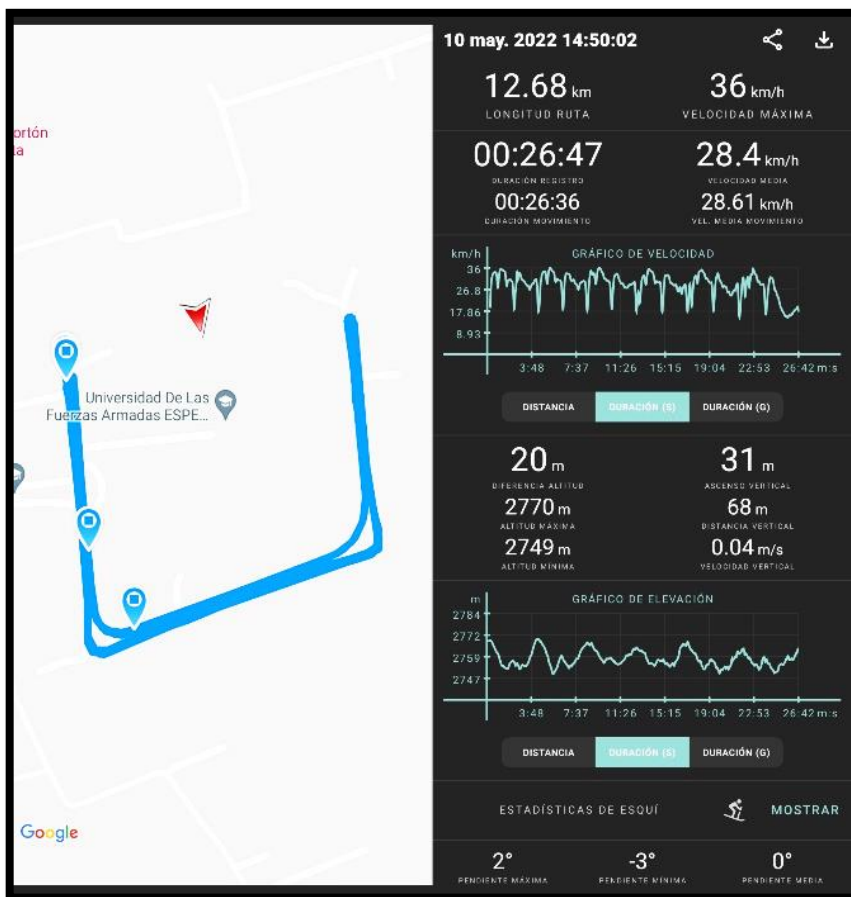 ortón
la
Universidad De Las
Fuerzas Armadas ESPE...
Google
10 may. 2022 14:50:02
12.68 km
36 km/h
LONGITUD RUTA
VELOCIDAD MÁXIMA
00:26:47
28.4 km/h
DURACIÓN REGISTRO
VELOCIDAD MEDIA
00:26:36
28.61 km/h
DURACIÓN MOVIMIENTO
VEL. MEDIA MOVIMIENTO
GRÁFICO DE VELOCIDAD
km/h
36
26.8
17.86
8.93
3:48 7:37 11:26 15:15 19:04 22:53 26:42 m:s
DISTANCIA DURACIÓN (S) DURACIÓN (G)
20 m
31 m
DIFERENCIA ALTITUD
ASCENSO VERTICAL
2770 m
68 m
ALTITUD MÁXIMA
DISTANCIA VERTICAL
2749 m
0.04 m/s
ALTITUD MÍNIMA
VELOCIDAD VERTICAL
GRÁFICO DE ELEVACIÓN
m
2784
2772
2759
2747
3:48 7:37 11:26 15:15 19:04 22:53 26:42 m:s
DISTANCIA DURACIÓN (S) DURACIÓN (G)
ESTADÍSTICAS DE ESQUÍ MOSTRAR
2° -3° 0°
PENDIENTE MÁXIMA PENDIENTE MÍNIMA PENDIENTE MEDIA